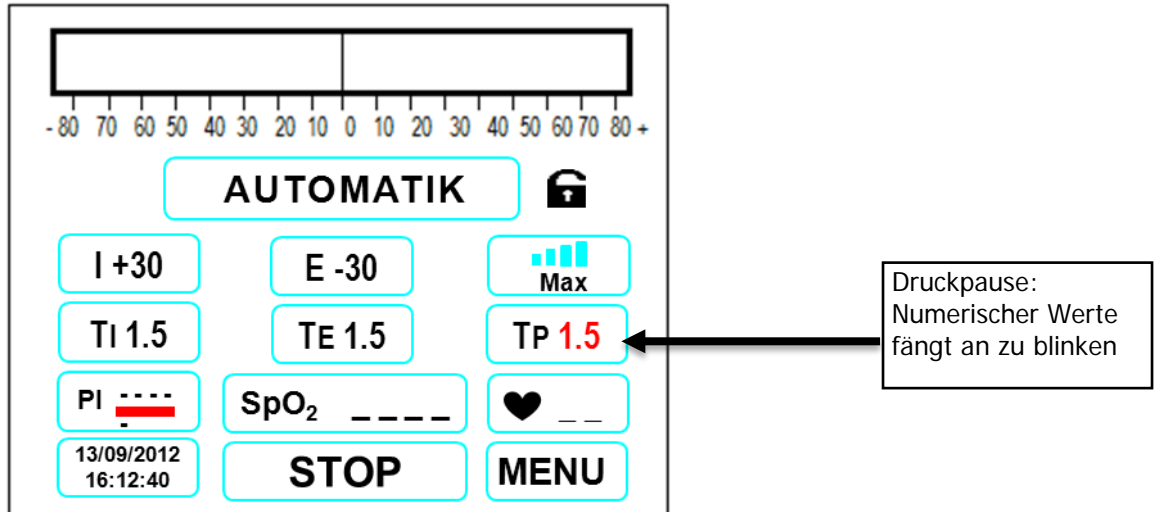 - 80 70 60 50 40 30 20 10 0 10 20 30 40 50 60 70 80 +
AUTOMATIK
I +30 E -30 Max
TI 1.5 TE 1.5 TP 1.5
Druckpause:
Numerischer Werte
fängt an zu blinken
PI - - - - -
SpO₂ _ _ _ _
_ _
13/09/2012
16:12:40
STOP MENU